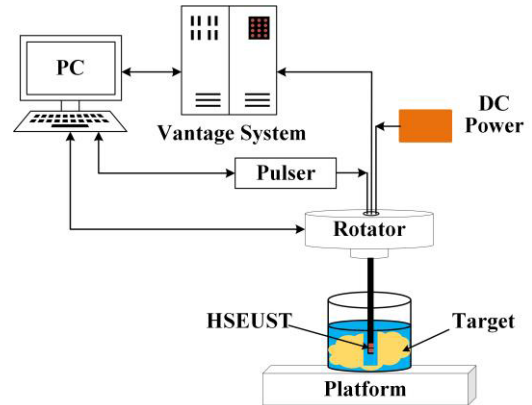 PC
Vantage System
DC
Power
Pulser
Rotator
HSEUST
Target
Platform